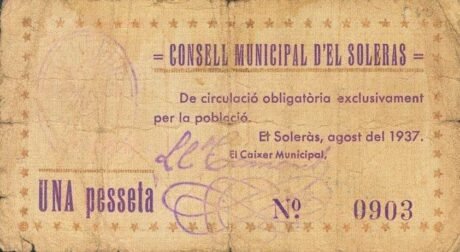 = CONSELL MUNICIPAL D'EL SOLERAS =
De circulació obligatòria exclusivament
per la població.
El Soleràs, agost del 1937.
El Caixer Municipal,
UNA pesseta
Nº. 0903